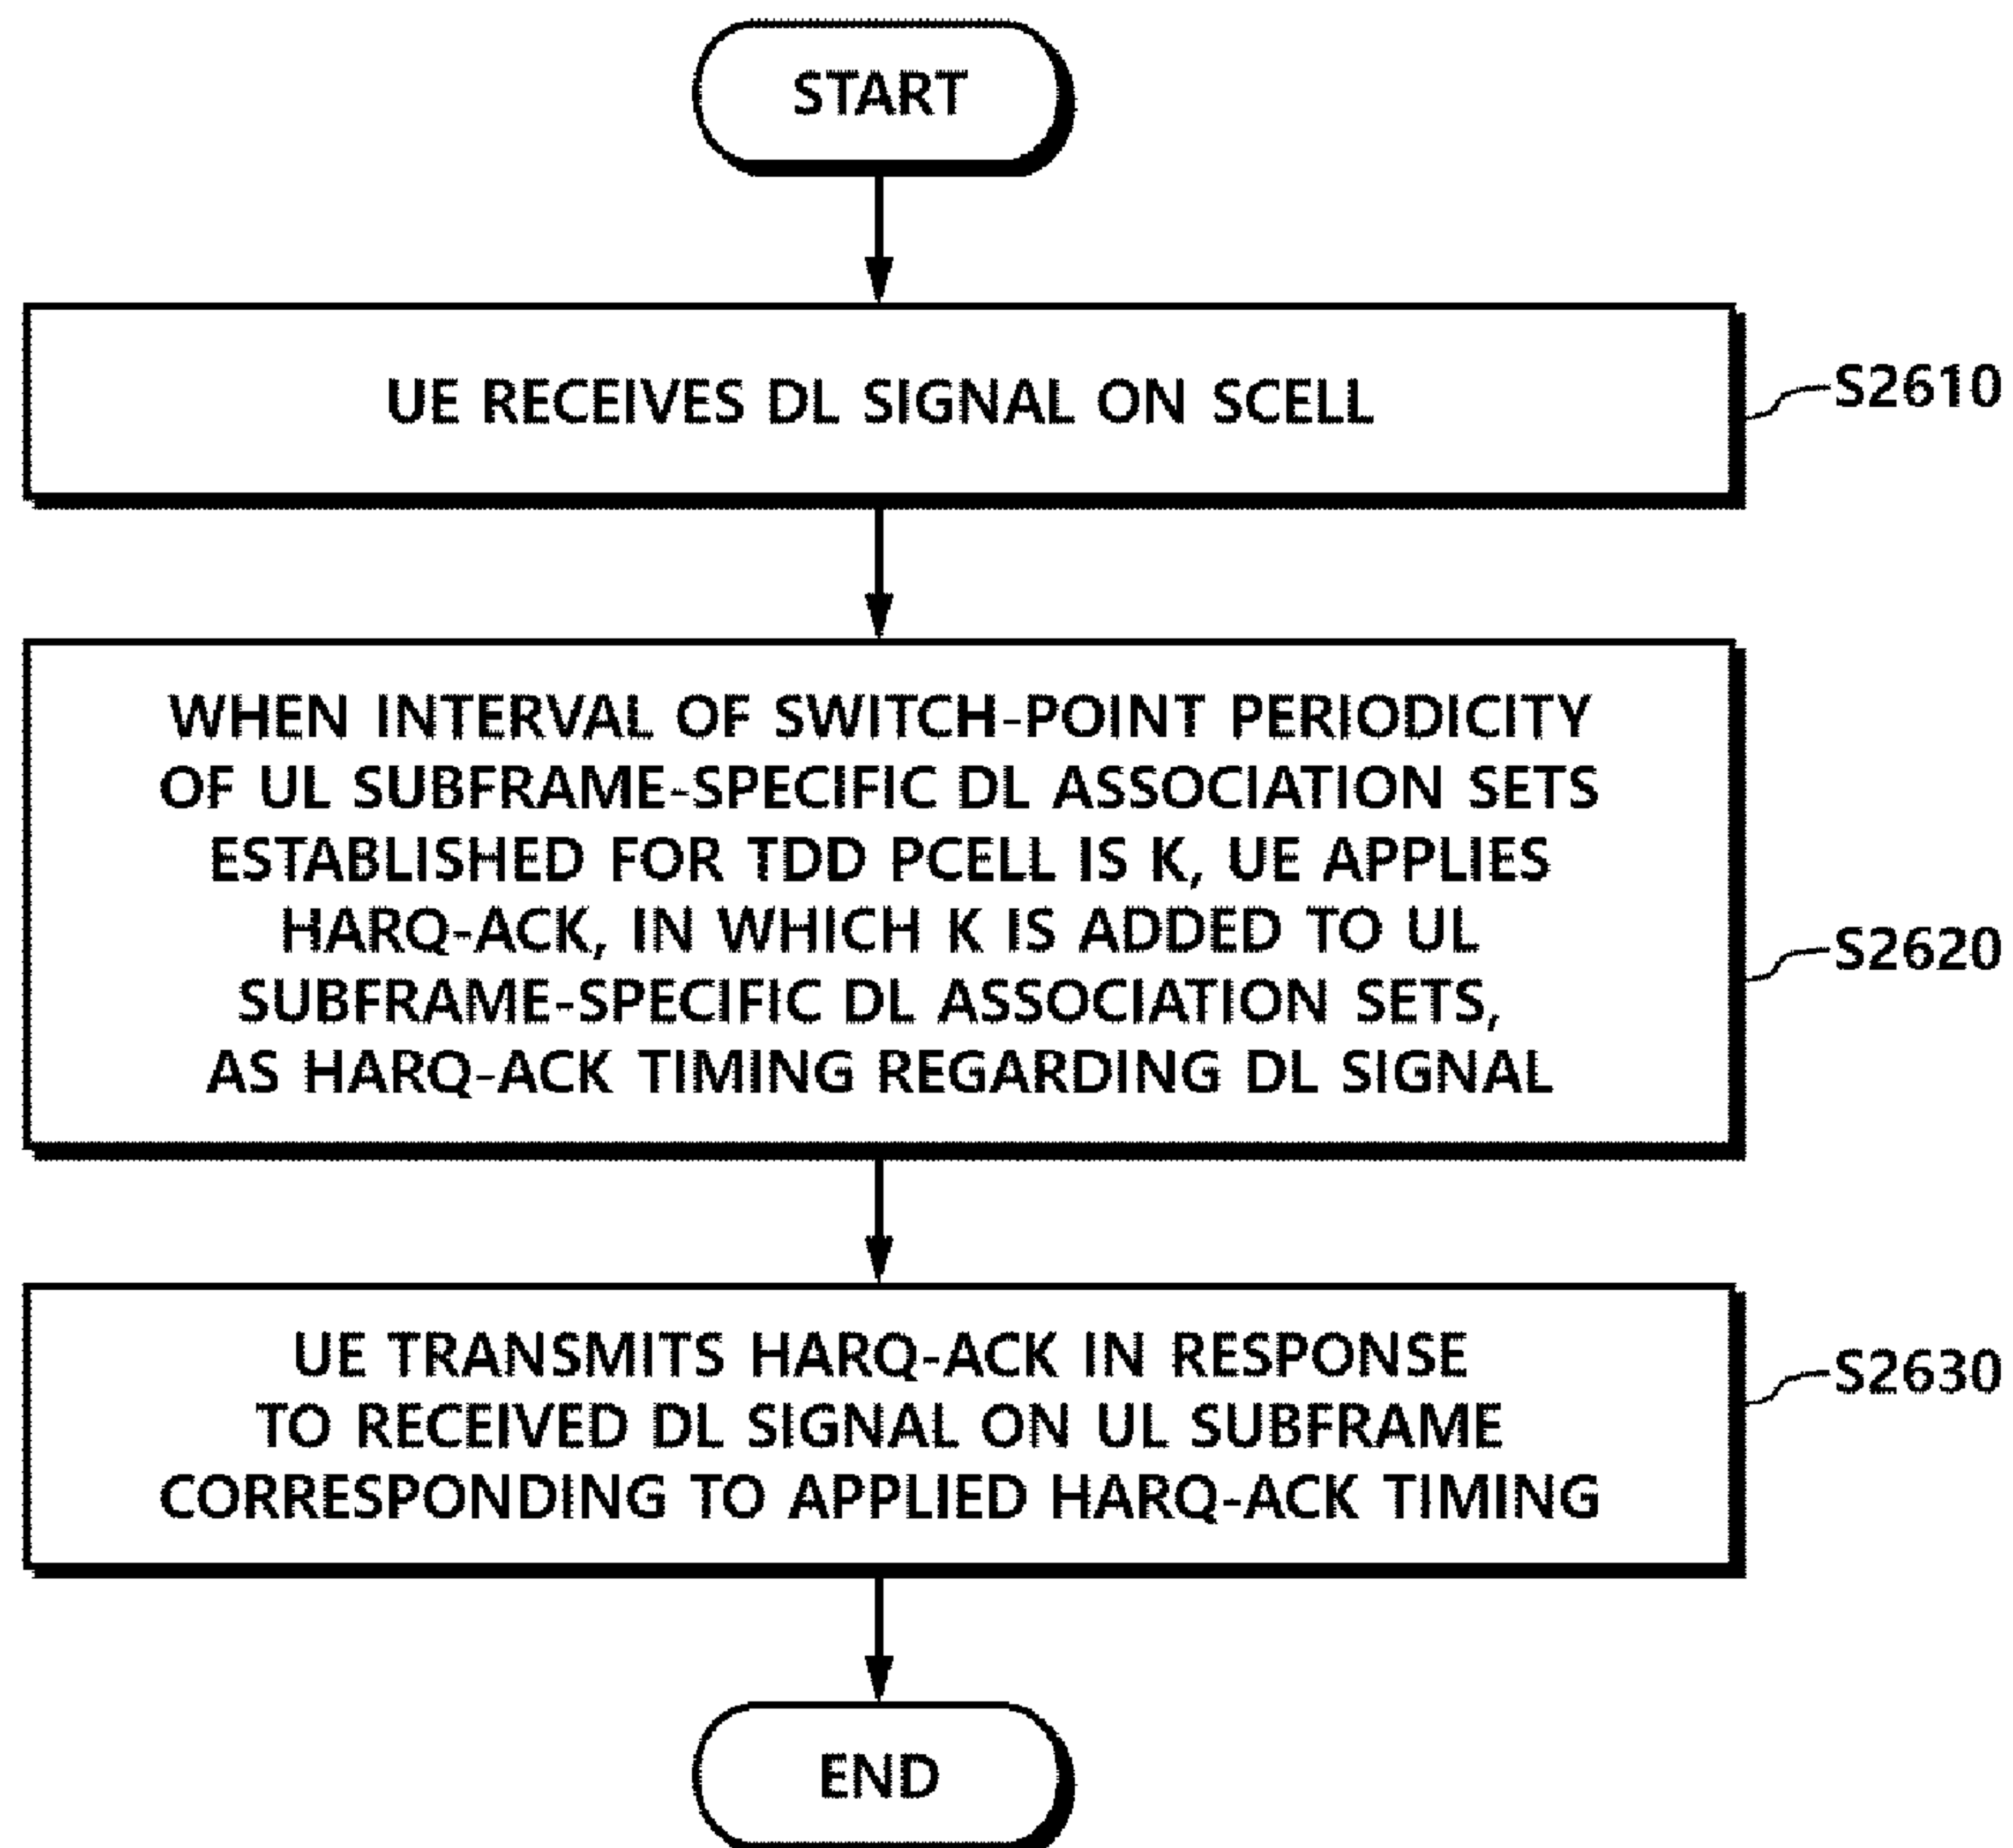 START
UE RECEIVES DL SIGNAL ON SCELL
S2610
WHEN INTERVAL OF SWITCH-POINT PERIODICITY
OF UL SUBFRAME-SPECIFIC DL ASSOCIATION SETS
ESTABLISHED FOR TDD PCELL IS K, UE APPLIES
HARQ-ACK, IN WHICH K IS ADDED TO UL
SUBFRAME-SPECIFIC DL ASSOCIATION SETS,
AS HARQ-ACK TIMING REGARDING DL SIGNAL
S2620
UE TRANSMITS HARQ-ACK IN RESPONSE
TO RECEIVED DL SIGNAL ON UL SUBFRAME
CORRESPONDING TO APPLIED HARQ-ACK TIMING
S2630
END